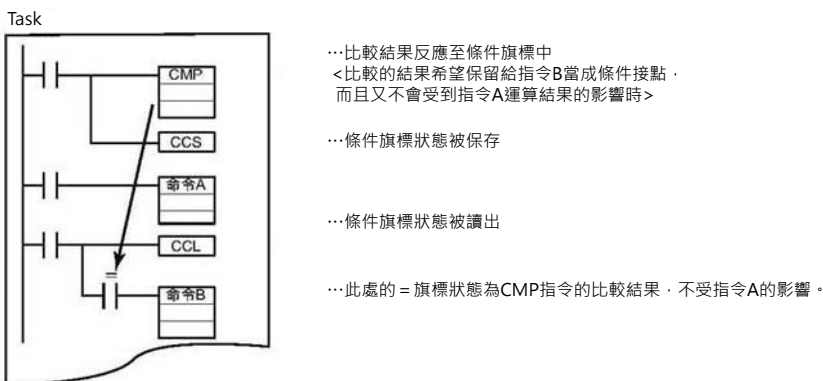 Task
CMP
…比較結果反應至條件旗標中
<比較的結果希望保留給指令B當成條件接點，
而且又不會受到指令A運算結果的影響時>
CCS
…條件旗標狀態被保存
命令A
…條件旗標狀態被讀出
CCL
=
命令B
…此處的=旗標狀態為CMP指令的比較結果，不受指令A的影響。